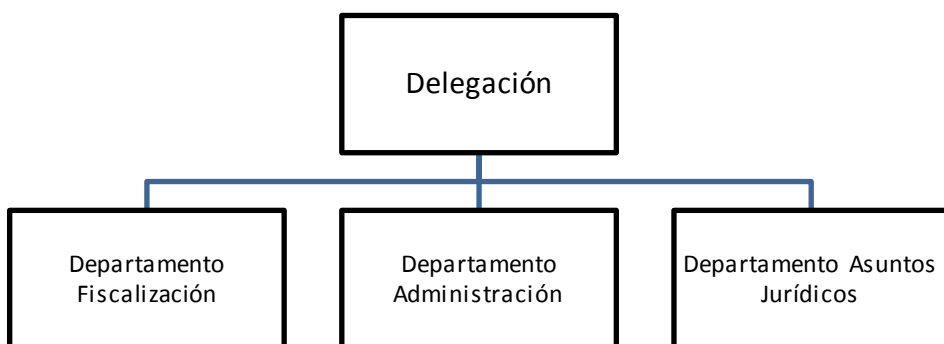 Delegación
Departamento
Fiscalización
Departamento
Administración
Departamento Asuntos
Jurídicos